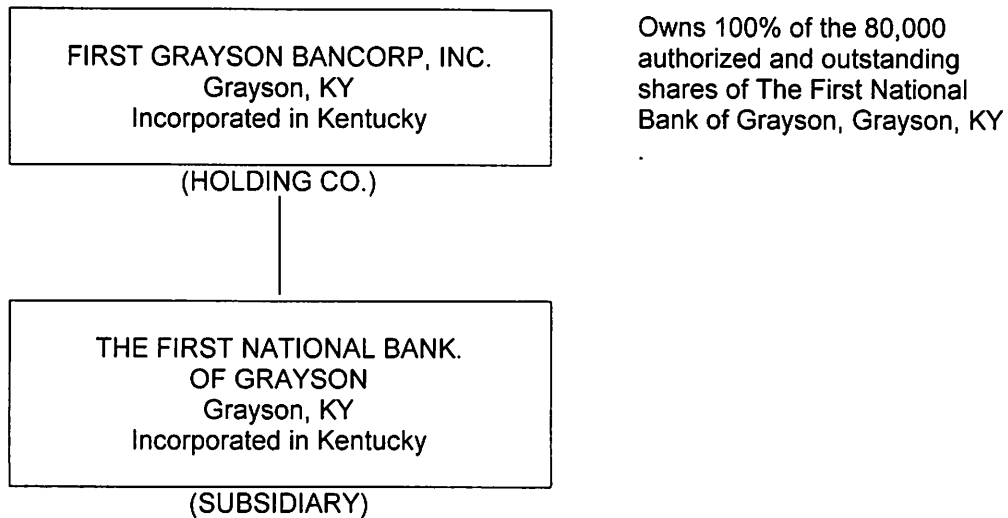 FIRST GRAYSON BANCORP, INC.
Grayson, KY
Incorporated in Kentucky
(HOLDING CO.)
Owns 100% of the 80,000
authorized and outstanding
shares of The First National
Bank of Grayson, Grayson, KY
.
THE FIRST NATIONAL BANK.
OF GRAYSON
Grayson, KY
Incorporated in Kentucky
(SUBSIDIARY)